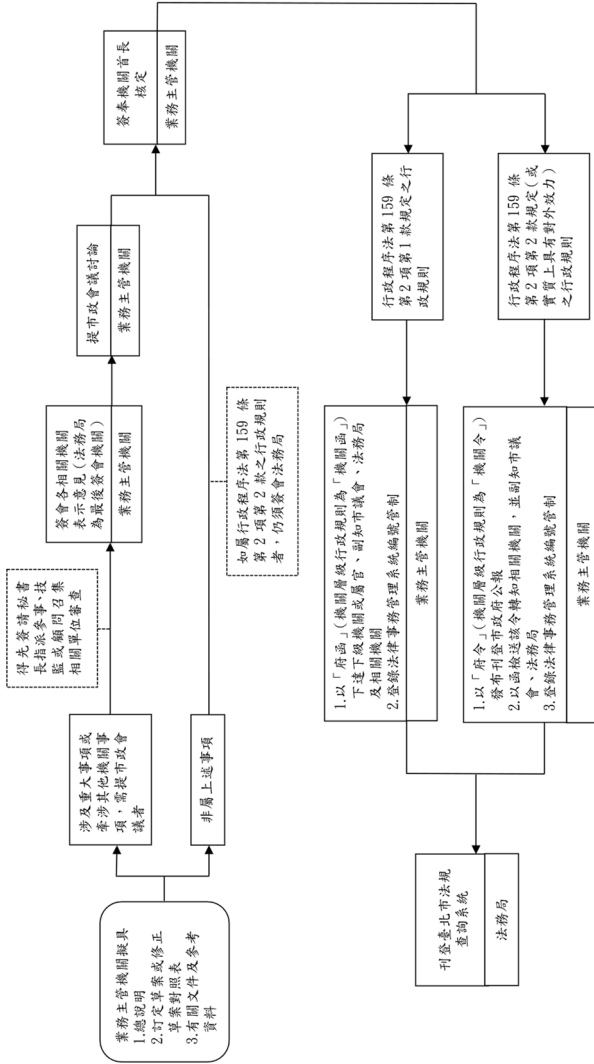 業務主管機關擬具
1.總說明
2.訂定草案或修正
草案對照表
3.有關文件及參考
資料
涉及重大事項或
牽涉其他機關事
項，需提市政會
議者
非屬上述事項
得先簽請秘書
長指派參事、技
監或顧問召集
相關單位審查
簽會各相關機關
表示意見(法務局
為最後簽會機關)
業務主管機關
提市政會議討論
業務主管機關
如屬行政程序法第 159 條
第 2 項第 2 款之行政規則
者，仍須簽會法務局
簽奉機關首長
核定
業務主管機關
行政程序法第 159 條
第 2 項第 1 款規定之行
政規則
行政程序法第 159 條
第 2 項第 2 款規定(或
實質上具有對外效力)
之行政規則
1.以「府函」(機關層級行政規則為「機關函」)
下達下級機關或屬官、副知市議會、法務局
及相關機關
2.登錄法律事務管理系統編號管制
業務主管機關
1.以「府令」(機關層級行政規則為「機關令」)
發布刊登市政府公報
2.以函檢送該令轉知相關機關，並副知市議
會、法務局
3.登錄法律事務管理系統編號管制
業務主管機關
刊登臺北市法規
查詢系統
法務局